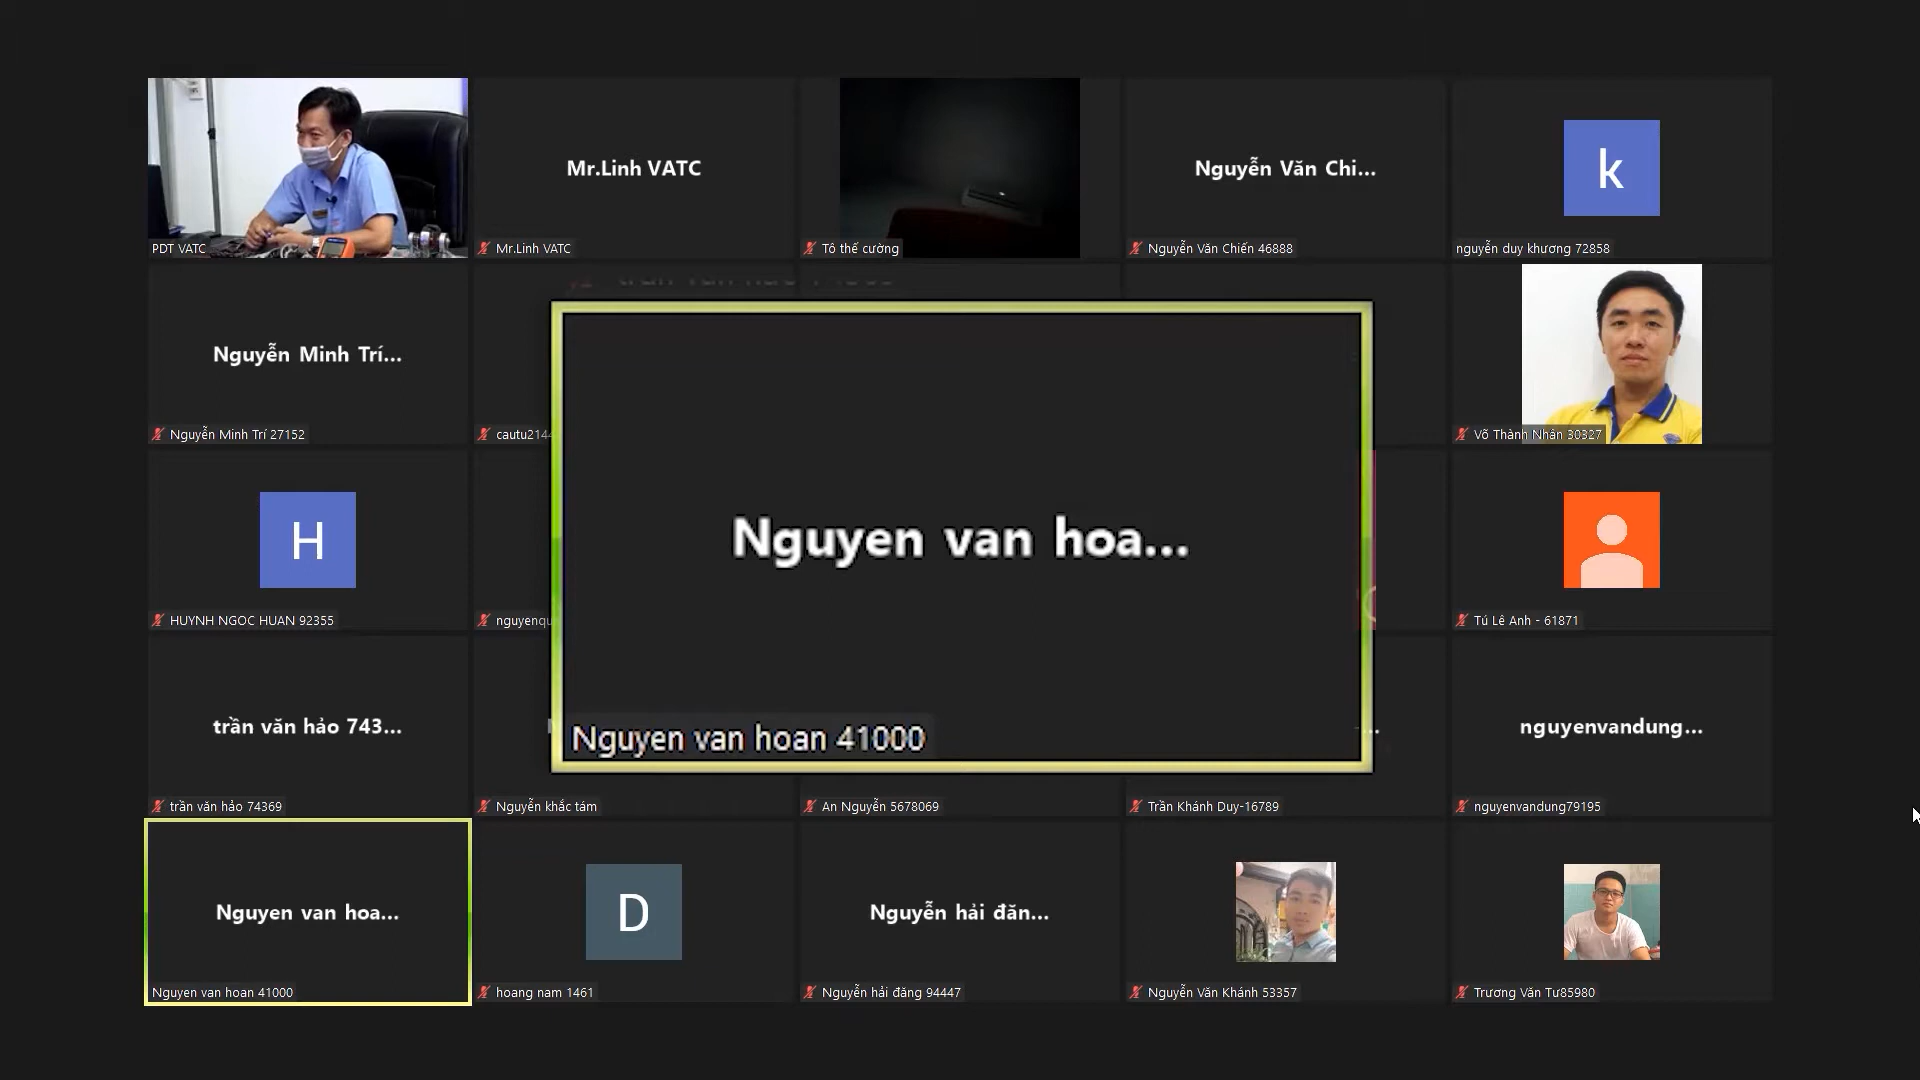 Mr.Linh VATC
Nguyễn Văn Chi...
k
PDT VATC
Mr.Linh VATC
Tô thế cường
Nguyễn Văn Chiến 46888
nguyễn duy khương 72858
Nguyễn Minh Trí...
Nguyễn Minh Trí 27152
Võ Thành Nhân 30327
H
Nguyen van hoa...
HUYNH NGOC HUAN 92355
Tú Lê Anh - 61871
trần văn hảo 743...
Nguyen van hoan 41000
nguyenvandung...
trần văn hảo 74369
Nguyễn khắc tám
An Nguyễn 5678069
Trần Khánh Duy-16789
nguyenvandung79195
Nguyen van hoa...
D
Nguyễn hải đăn...
Nguyen van hoan 41000
hoang nam 1461
Nguyễn hải đăng 94447
Nguyễn Văn Khánh 53357
Trương Văn Tư85980